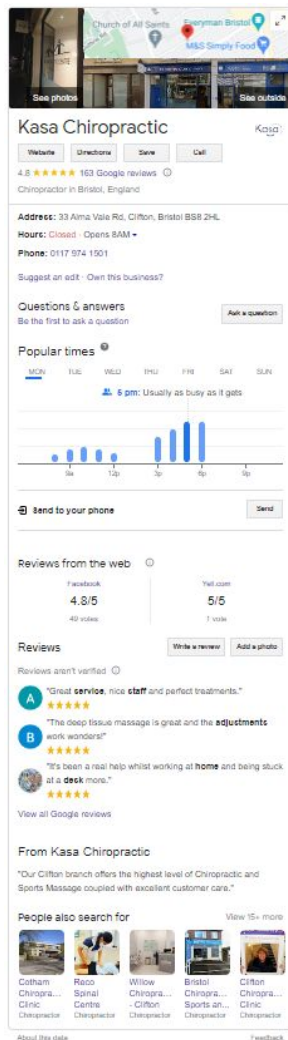 Church of All Saints
Everyman Bristol
M&S Simply Food
See photos
See outside
Kasa Chiropractic
Kasa
Website Directions Save Call
4.8 163 Google reviews
Chiropractor in Bristol, England
Address: 33 Alma Vale Rd, Clifton, Bristol BS8 2HL
Hours: Closed · Opens 8AM
Phone: 0117 974 1501
Suggest an edit · Own this business?
Questions & answers
Be the first to ask a question
Ask a question
Popular times
MON TUE WED THU FRI SAT SUN
5 pm: Usually as busy as it gets
9a 12p 3p 6p 9p
Send to your phone
Send
Reviews from the web
Facebook Yell.com
4.8/5 5/5
49 votes 1 vote
Reviews
Write a review Add a photo
Reviews aren't verified
A
"Great service, nice staff and perfect treatments."
B
"The deep tissue massage is great and the adjustments
work wonders!"
"It's been a real help whilst working at home and being stuck
at a desk more."
View all Google reviews
From Kasa Chiropractic
"Our Clifton branch offers the highest level of Chiropractic and
Sports Massage coupled with excellent customer care."
People also search for
View 15+ more
Cotham Reco Willow Bristol Clifton
Chiropra... Spinal Chiropra... Chiropra... Chiropra...
Clinic Centre - Clifton Sports an... Clinic
Chiropractor Chiropractor Chiropractor Chiropractor Chiropractor
About this data
Feedback